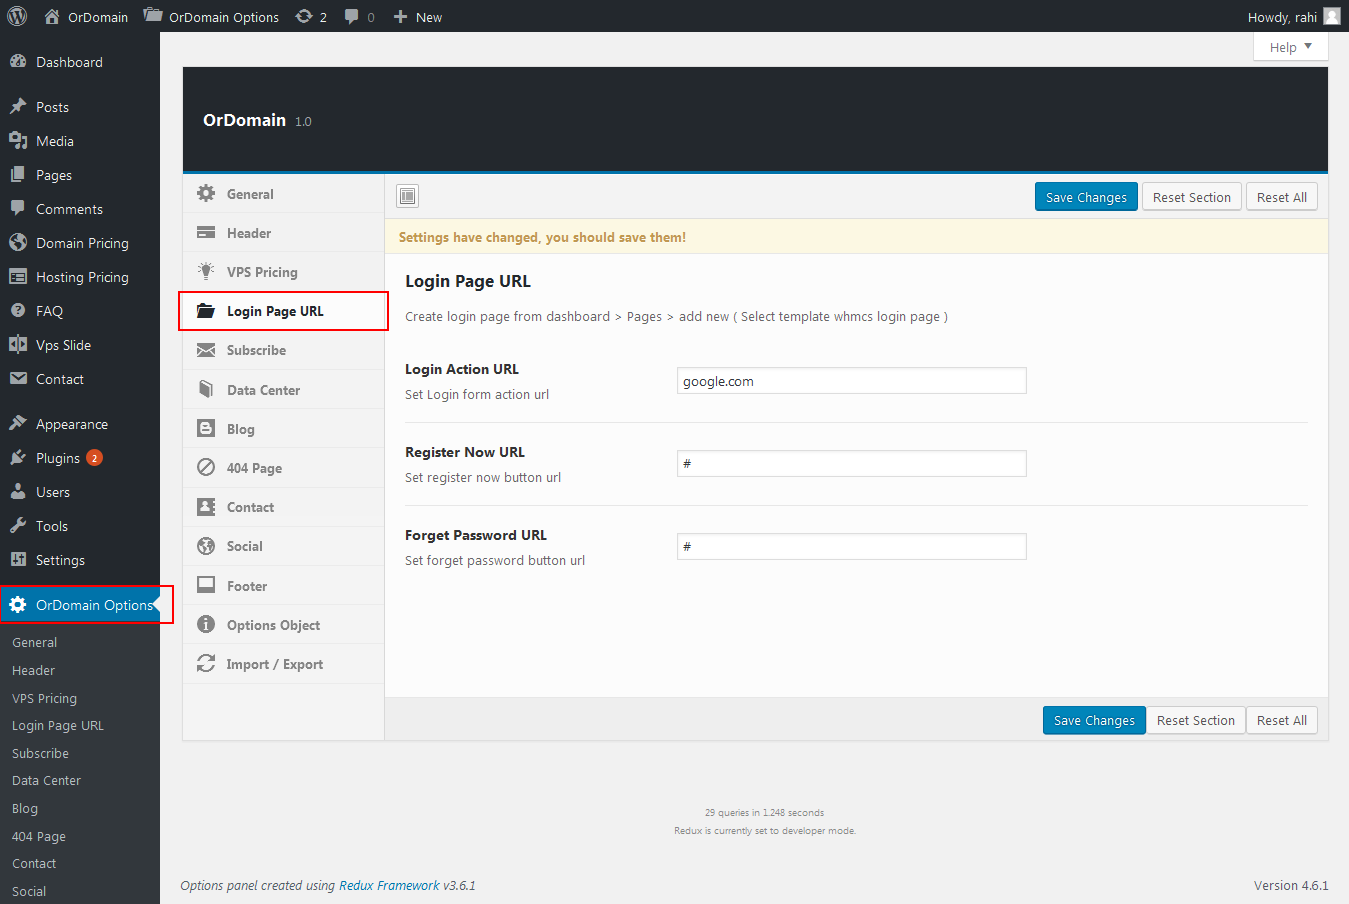 OrDomain OrDomain Options 2 0 New Howdy, rahi
Help
Dashboard
Posts
Media
Pages
Comments
Domain Pricing
Hosting Pricing
FAQ
Vps Slide
Contact
Appearance
Plugins 2
Users
Tools
Settings
OrDomain Options
General
Header
VPS Pricing
Login Page URL
Subscribe
Data Center
Blog
404 Page
Contact
Social
OrDomain 1.0
General
Header
VPS Pricing
Login Page URL
Subscribe
Data Center
Blog
404 Page
Contact
Social
Footer
Options Object
Import / Export
Save Changes Reset Section Reset All
Settings have changed, you should save them!
Login Page URL
Create login page from dashboard > Pages > add new ( Select template whmcs login page )
Login Action URL
Set Login form action url
google.com
Register Now URL
Set register now button url
#
Forget Password URL
Set forget password button url
#
Save Changes Reset Section Reset All
29 queries in 1.248 seconds
Redux is currently set to developer mode.
Options panel created using Redux Framework v3.6.1
Version 4.6.1